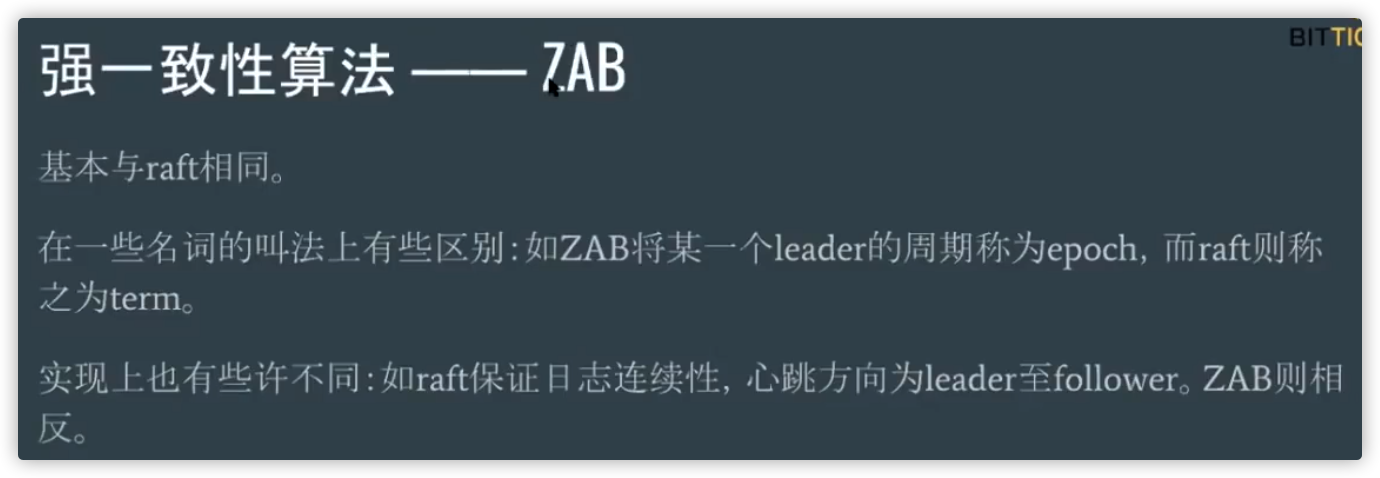 BITTIC
强一致性算法 —— ZAB
基本与raft相同。
在一些名词的叫法上有些区别：如ZAB将某一个leader的周期称为epoch，而raft则称
之为term。
实现上也有些许不同：如raft保证日志连续性，心跳方向为leader至follower。ZAB则相
反。